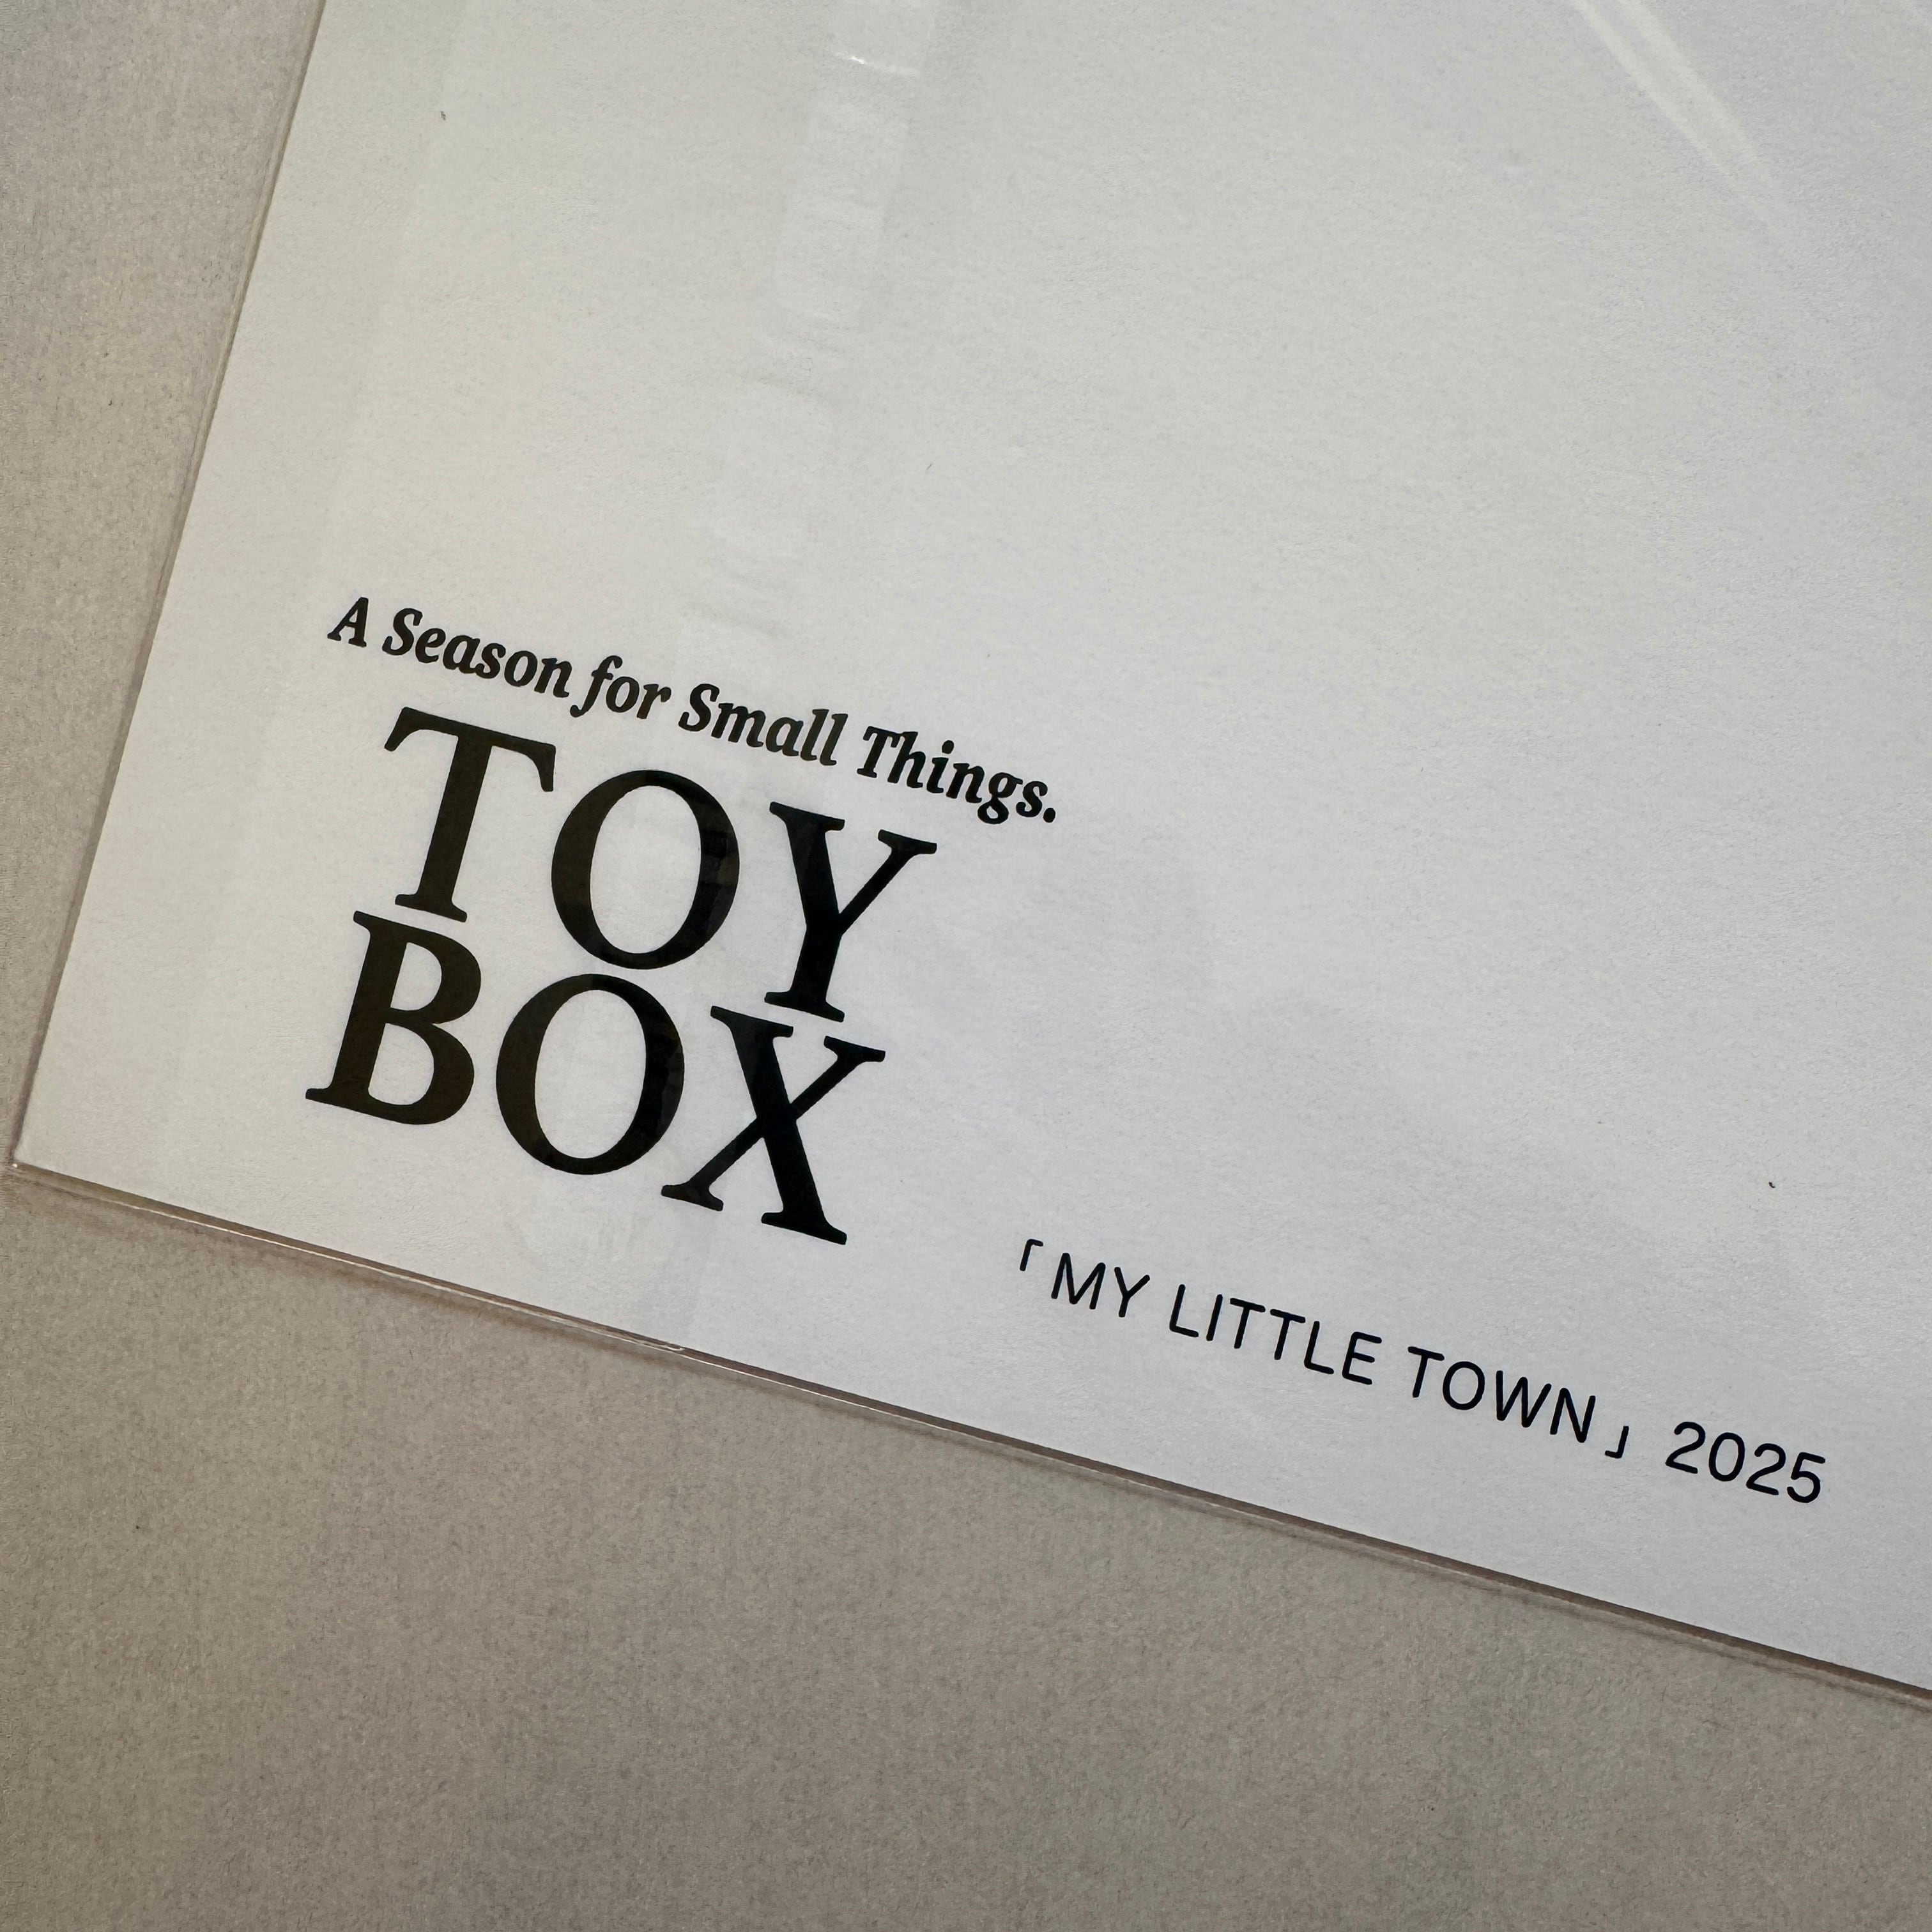 A Season for Small Things.
TOY
BOX
「MY LITTLE TOWN」 2025